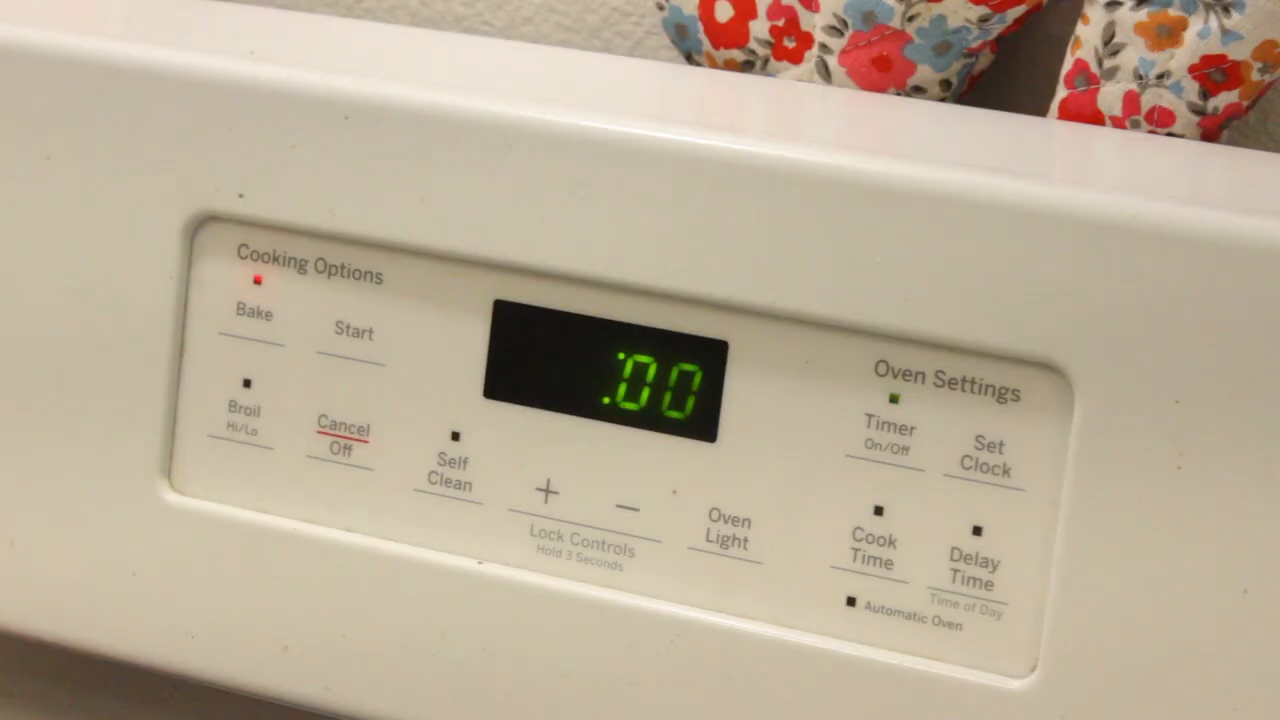 Cooking Options
Bake
Start
Broil
Hi/Lo
Cancel
Off
Self
Clean
:00
+
−
Lock Controls
Hold 3 Seconds
Oven
Light
Oven Settings
Timer
On/Off
Set
Clock
Cook
Time
Delay
Time
Time of Day
Automatic Oven